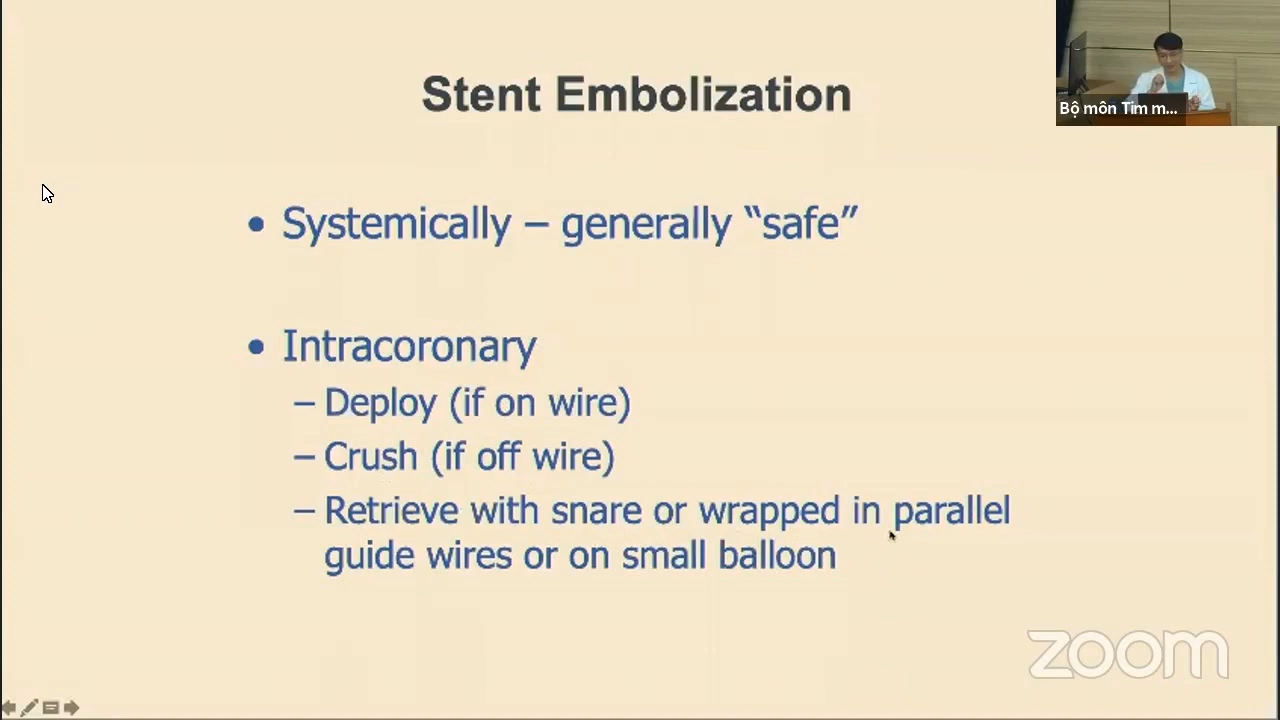 Stent Embolization
Bộ môn Tim m...
• Systemically – generally “safe”
• Intracoronary
– Deploy (if on wire)
– Crush (if off wire)
– Retrieve with snare or wrapped in parallel
guide wires or on small balloon
zoom